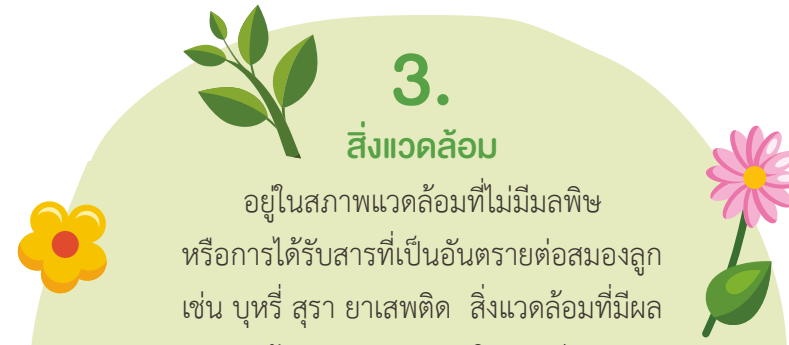 3.
สิ่งแวดล้อม
อยู่ในสภาพแวดล้อมที่ไม่มีมลพิษ
หรือการได้รับสารที่เป็นอันตรายต่อสมองลูก
เช่น บุหรี่ สุรา ยาเสพติด  สิ่งแวดล้อมที่มีผล